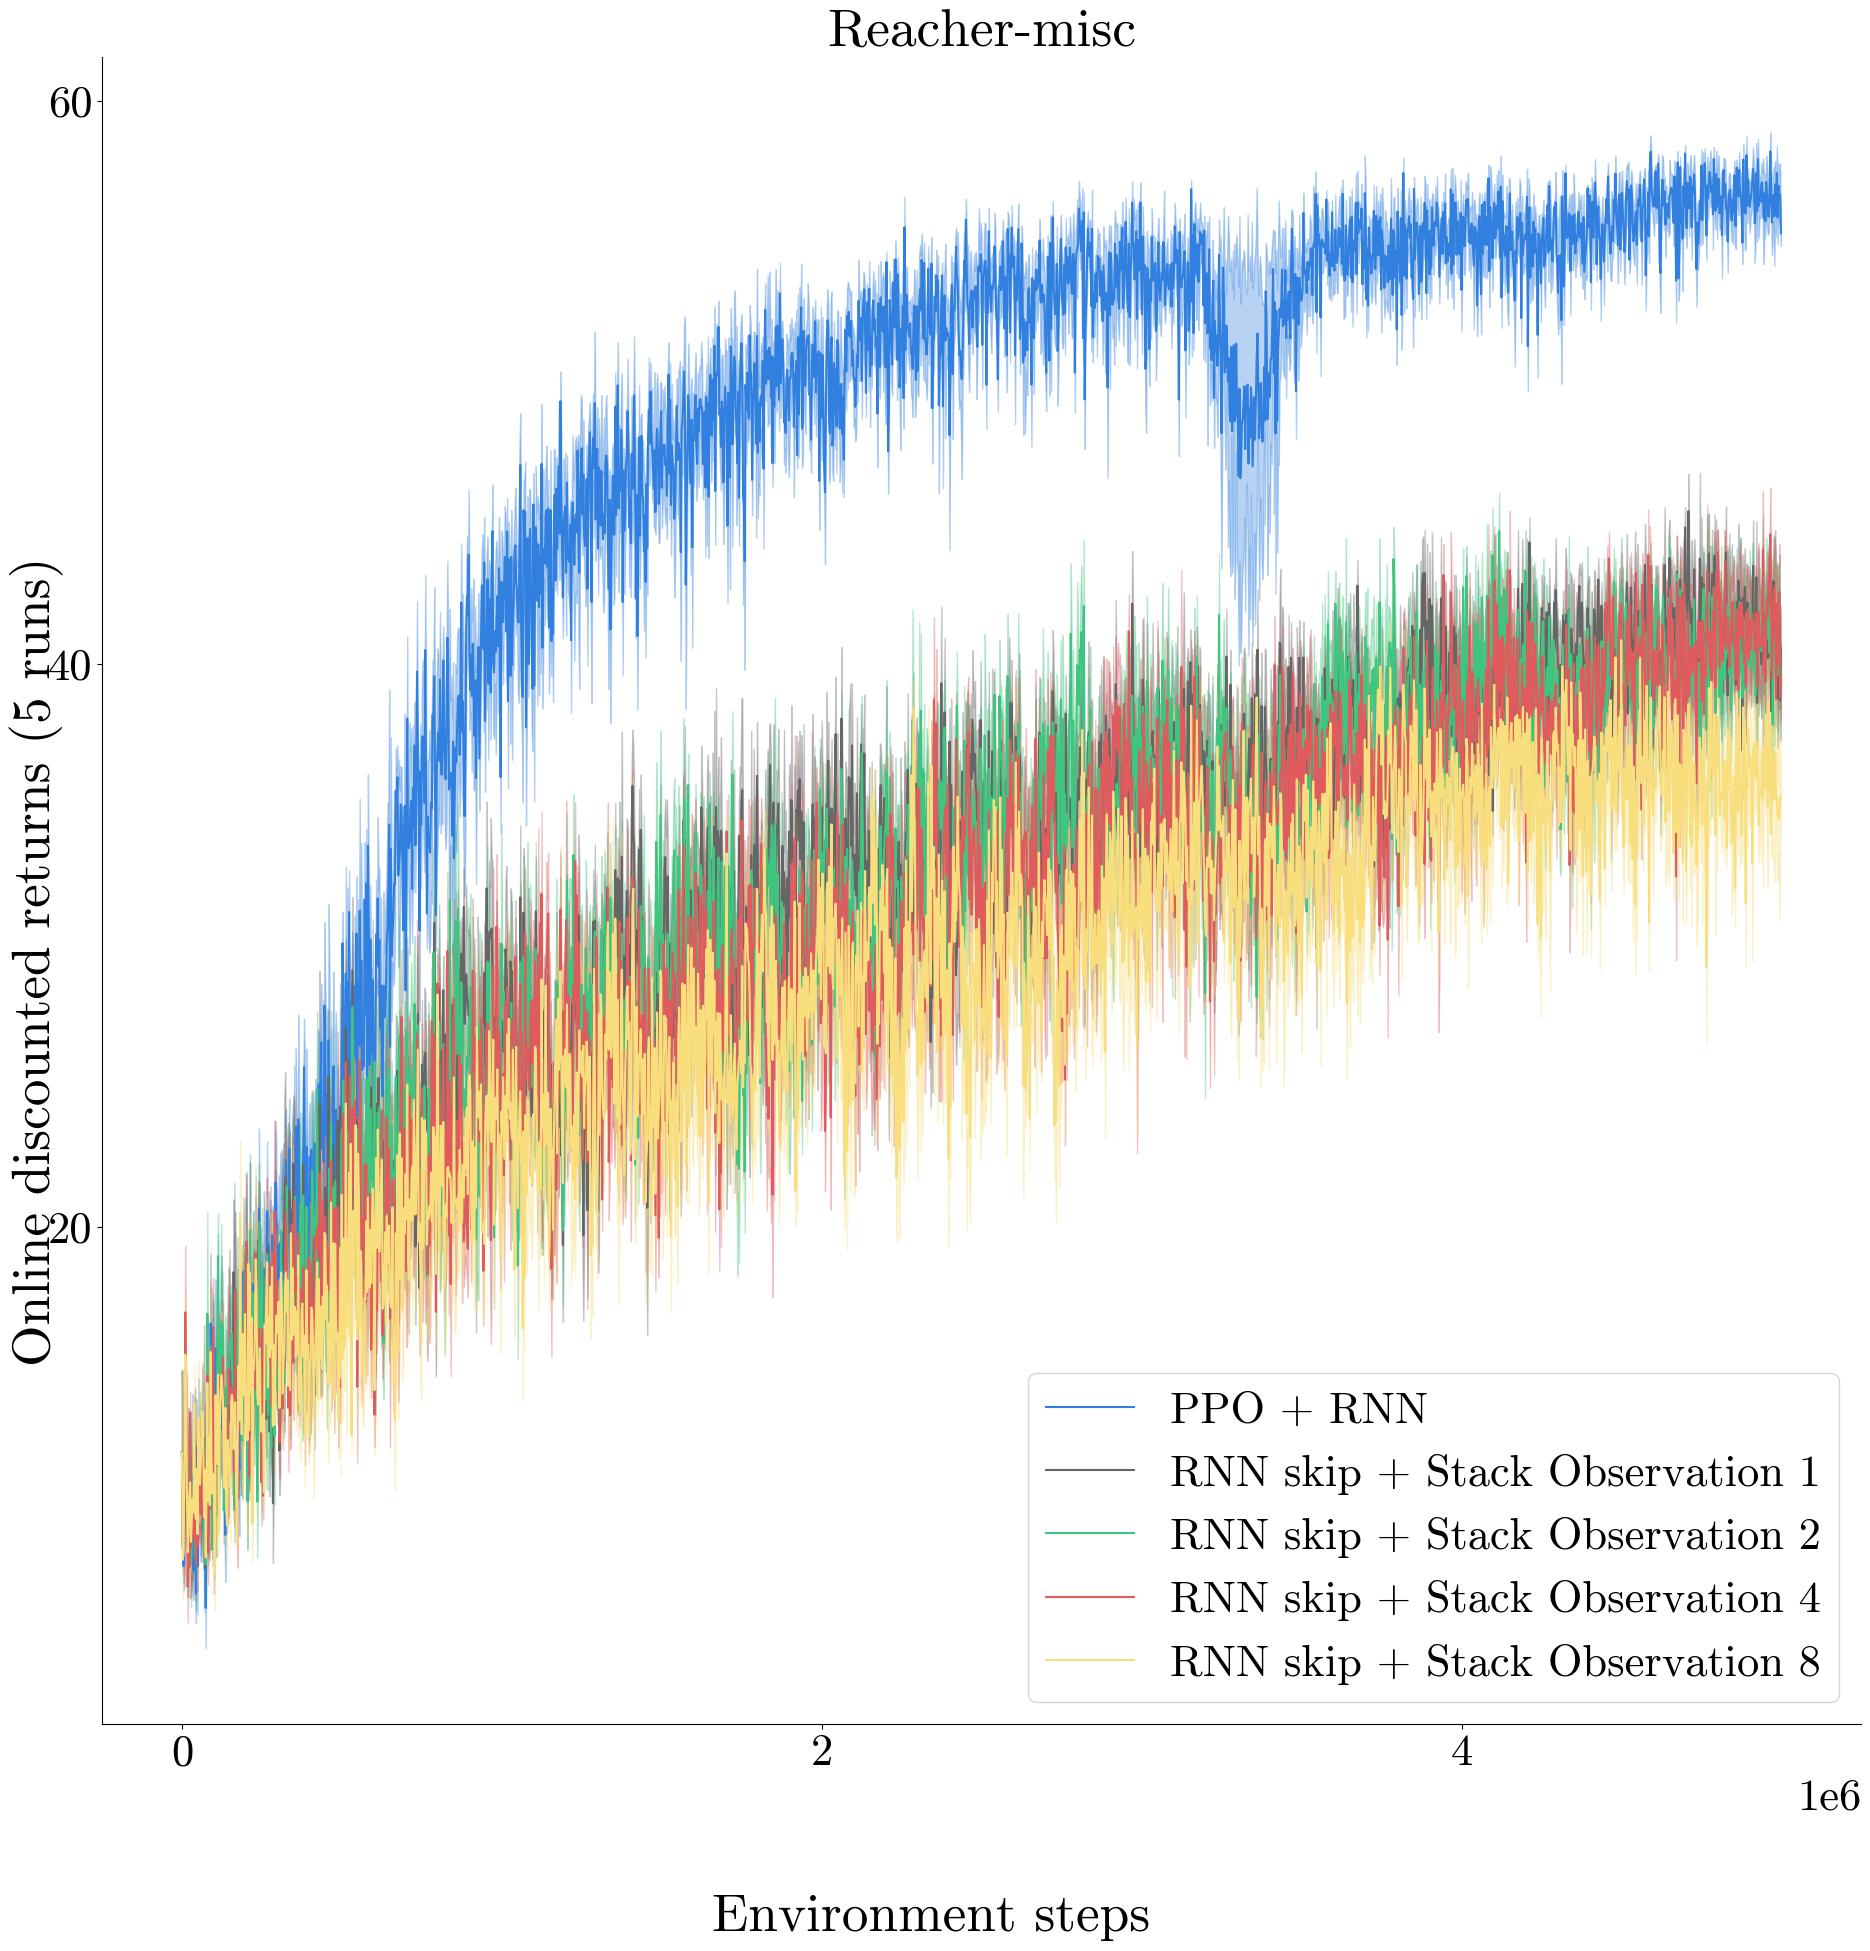 Reacher-misc
60
40
20
Online discounted returns (5 runs)
PPO + RNN
RNN skip + Stack Observation 1
RNN skip + Stack Observation 2
RNN skip + Stack Observation 4
RNN skip + Stack Observation 8
0 2 4
1e6
Environment steps